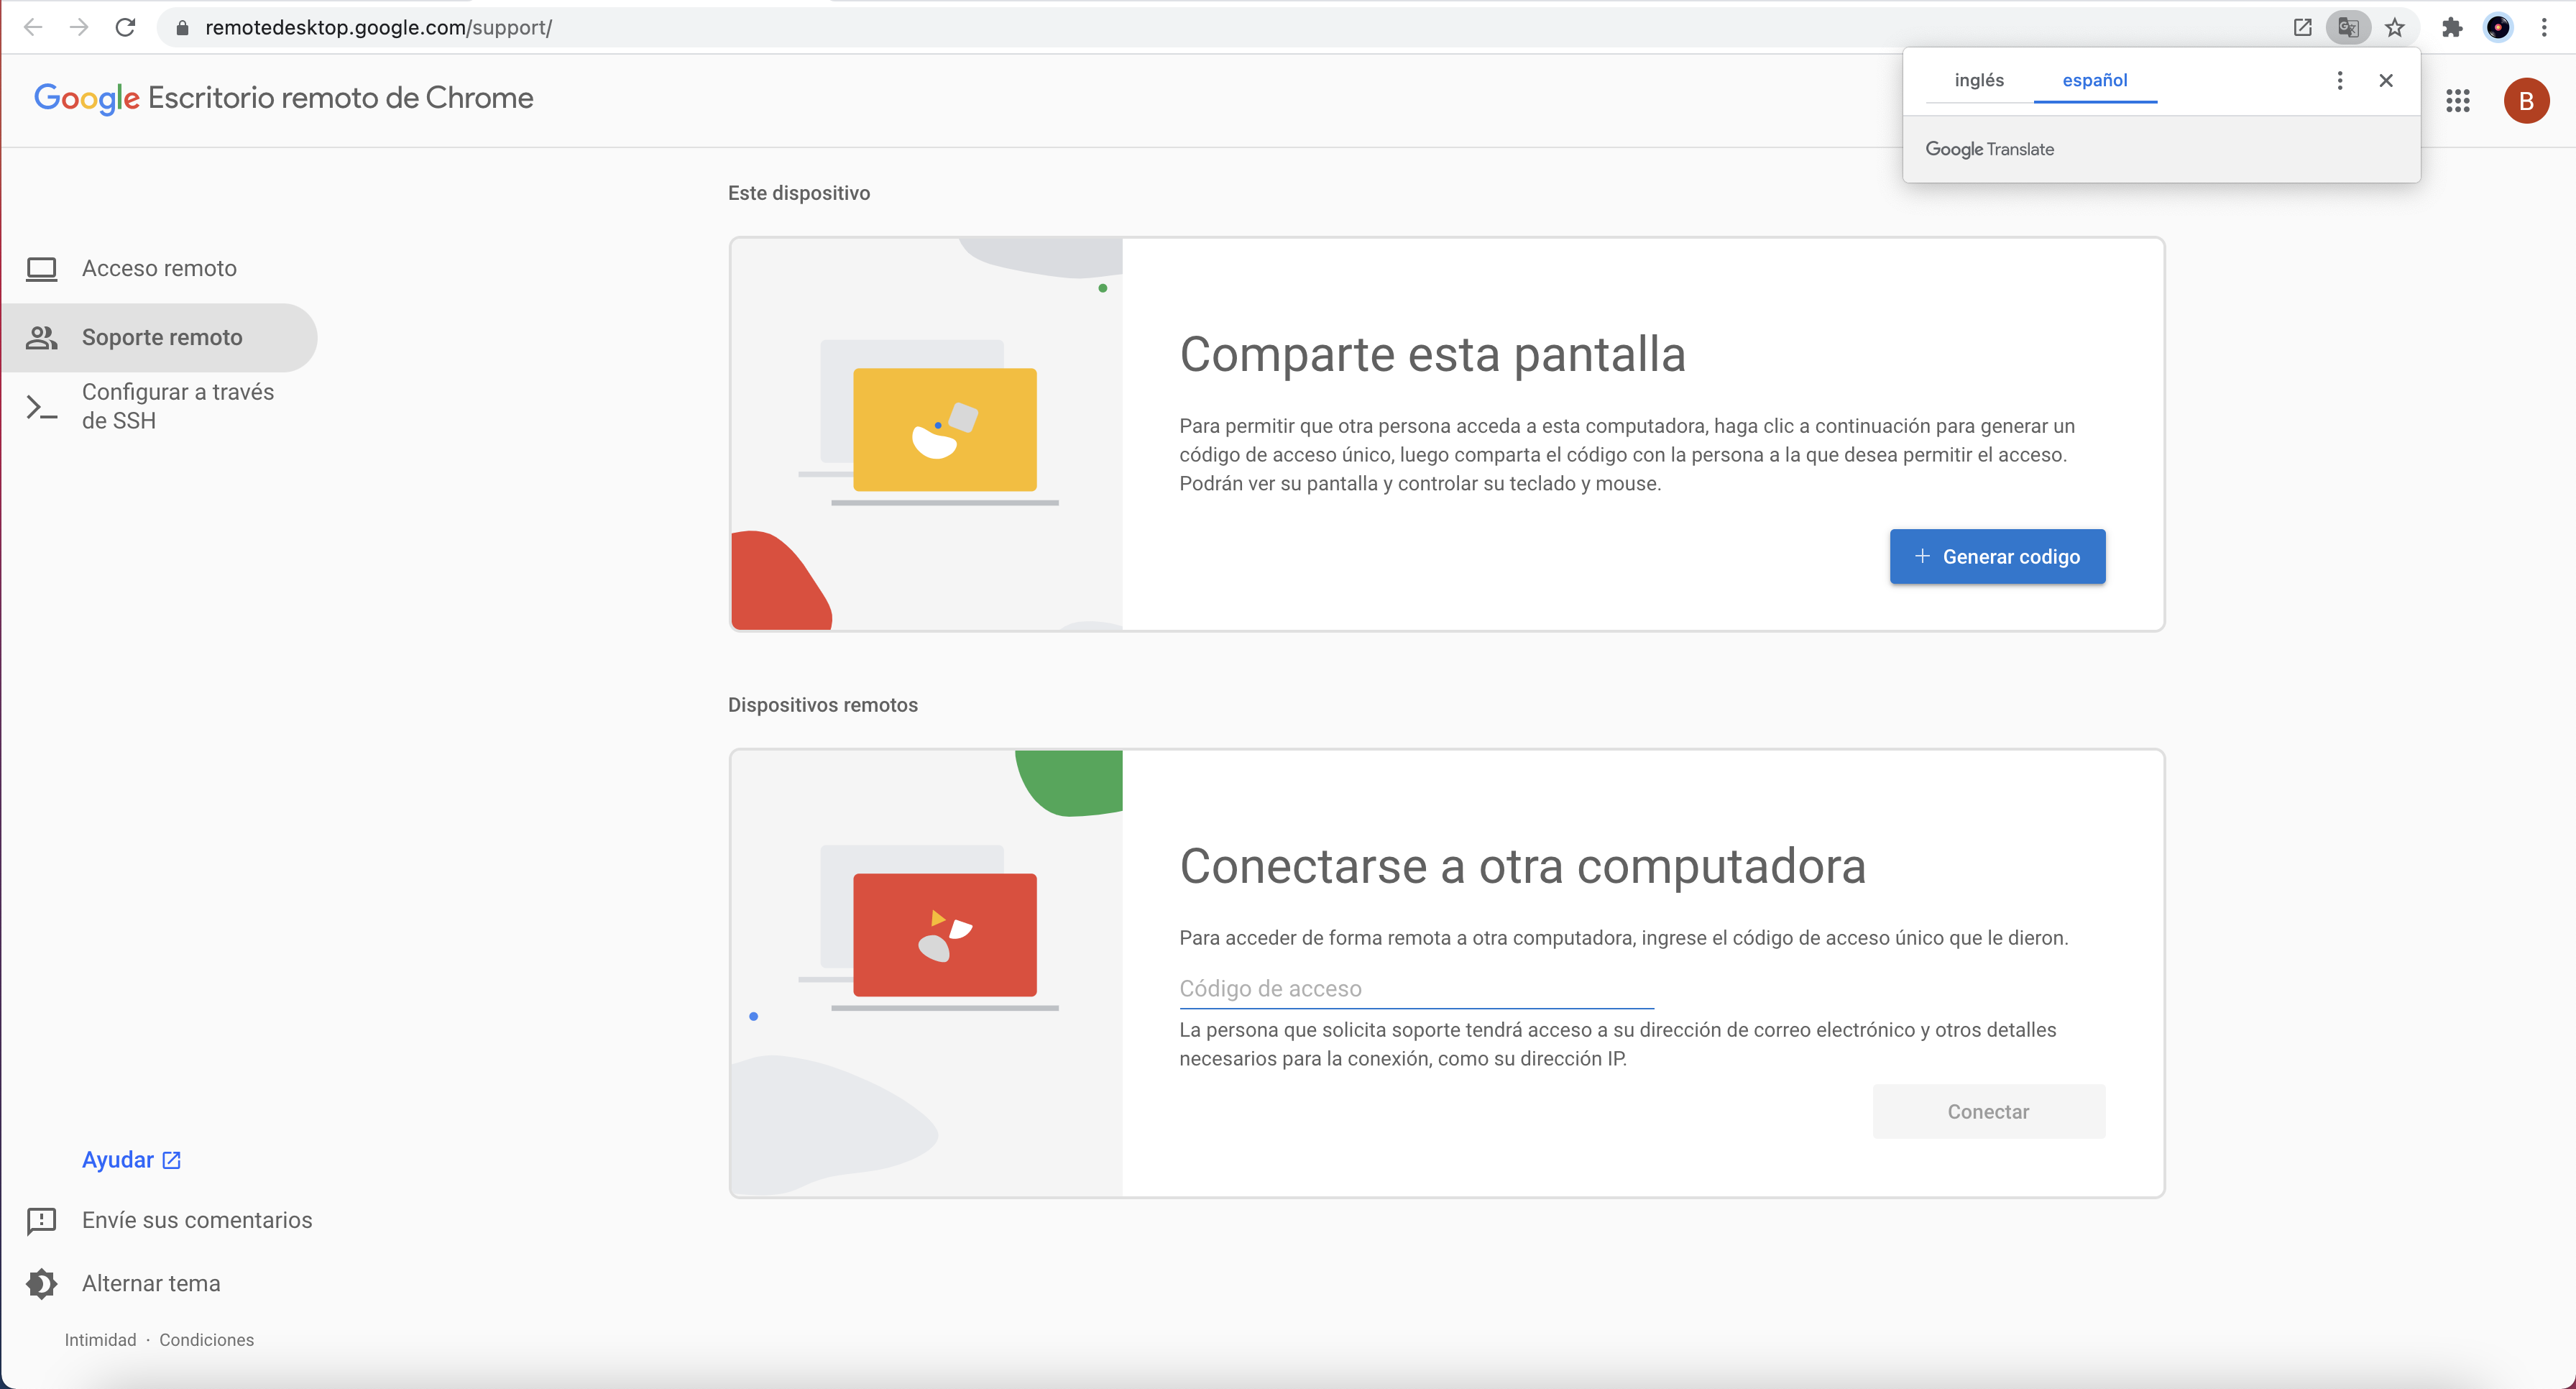 remotedesktop.google.com/support/
inglés español
Google Translate
Google Escritorio remoto de Chrome
B
Acceso remoto
Soporte remoto
Configurar a través
de SSH
Este dispositivo
Comparte esta pantalla
Para permitir que otra persona acceda a esta computadora, haga clic a continuación para generar un
código de acceso único, luego comparta el código con la persona a la que desea permitir el acceso.
Podrán ver su pantalla y controlar su teclado y mouse.
+ Generar codigo
Dispositivos remotos
Conectarse a otra computadora
Para acceder de forma remota a otra computadora, ingrese el código de acceso único que le dieron.
Código de acceso
La persona que solicita soporte tendrá acceso a su dirección de correo electrónico y otros detalles
necesarios para la conexión, como su dirección IP.
Conectar
Ayudar
Envíe sus comentarios
Alternar tema
Intimidad · Condiciones